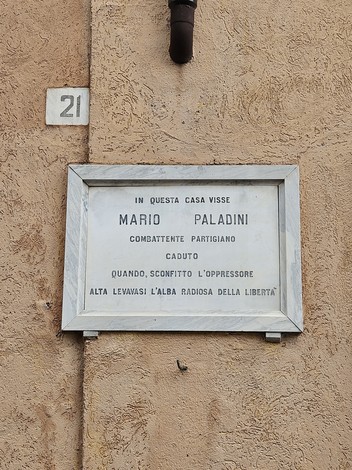 21
IN QUESTA CASA VISSE
MARIO PALADINI
COMBATTENTE PARTIGIANO
CADUTO
QUANDO, SCONFITTO L'OPPRESSORE
ALTA LEVAVASI L'ALBA RADIOSA DELLA LIBERTA'